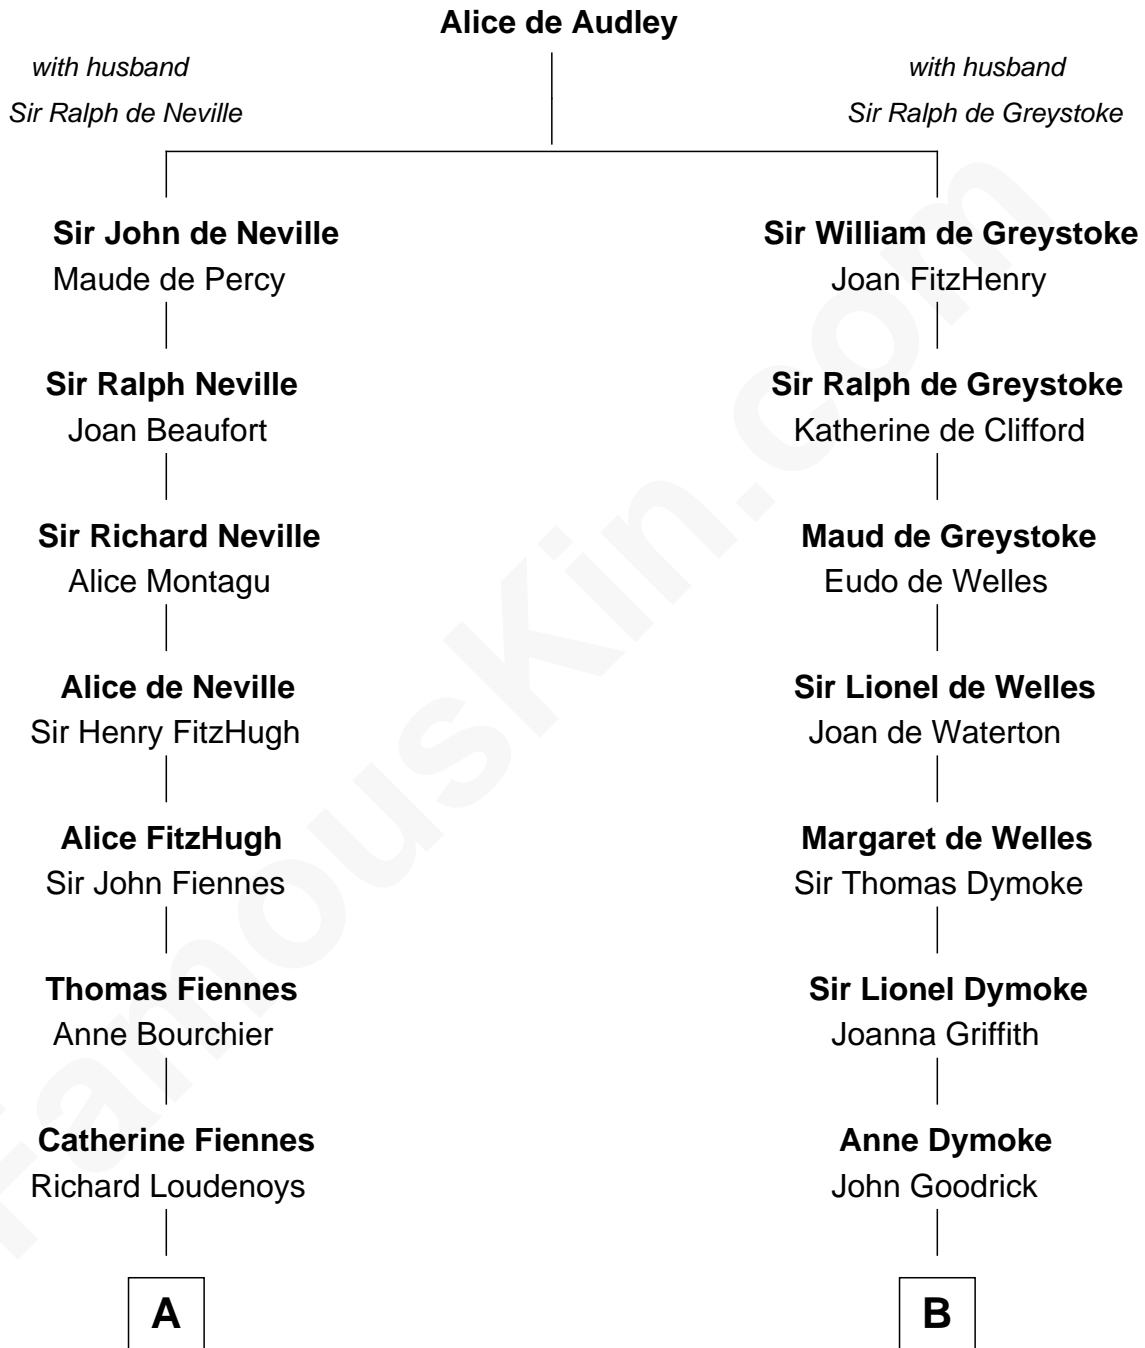 Alice de Audley
with husband
Sir Ralph de Neville
with husband
Sir Ralph de Greystoke
Sir John de Neville
Maude de Percy
Sir William de Greystoke
Joan FitzHenry
Sir Ralph Neville
Joan Beaufort
Sir Ralph de Greystoke
Katherine de Clifford
Sir Richard Neville
Alice Montagu
Maud de Greystoke
Eudo de Welles
Alice de Neville
Sir Henry FitzHugh
Sir Lionel de Welles
Joan de Waterton
Alice FitzHugh
Sir John Fiennes
Margaret de Welles
Sir Thomas Dymoke
Thomas Fiennes
Anne Bourchier
Sir Lionel Dymoke
Joanna Griffith
Catherine Fiennes
Richard Loudenoys
Anne Dymoke
John Goodrick
A
B
FamousKin.com